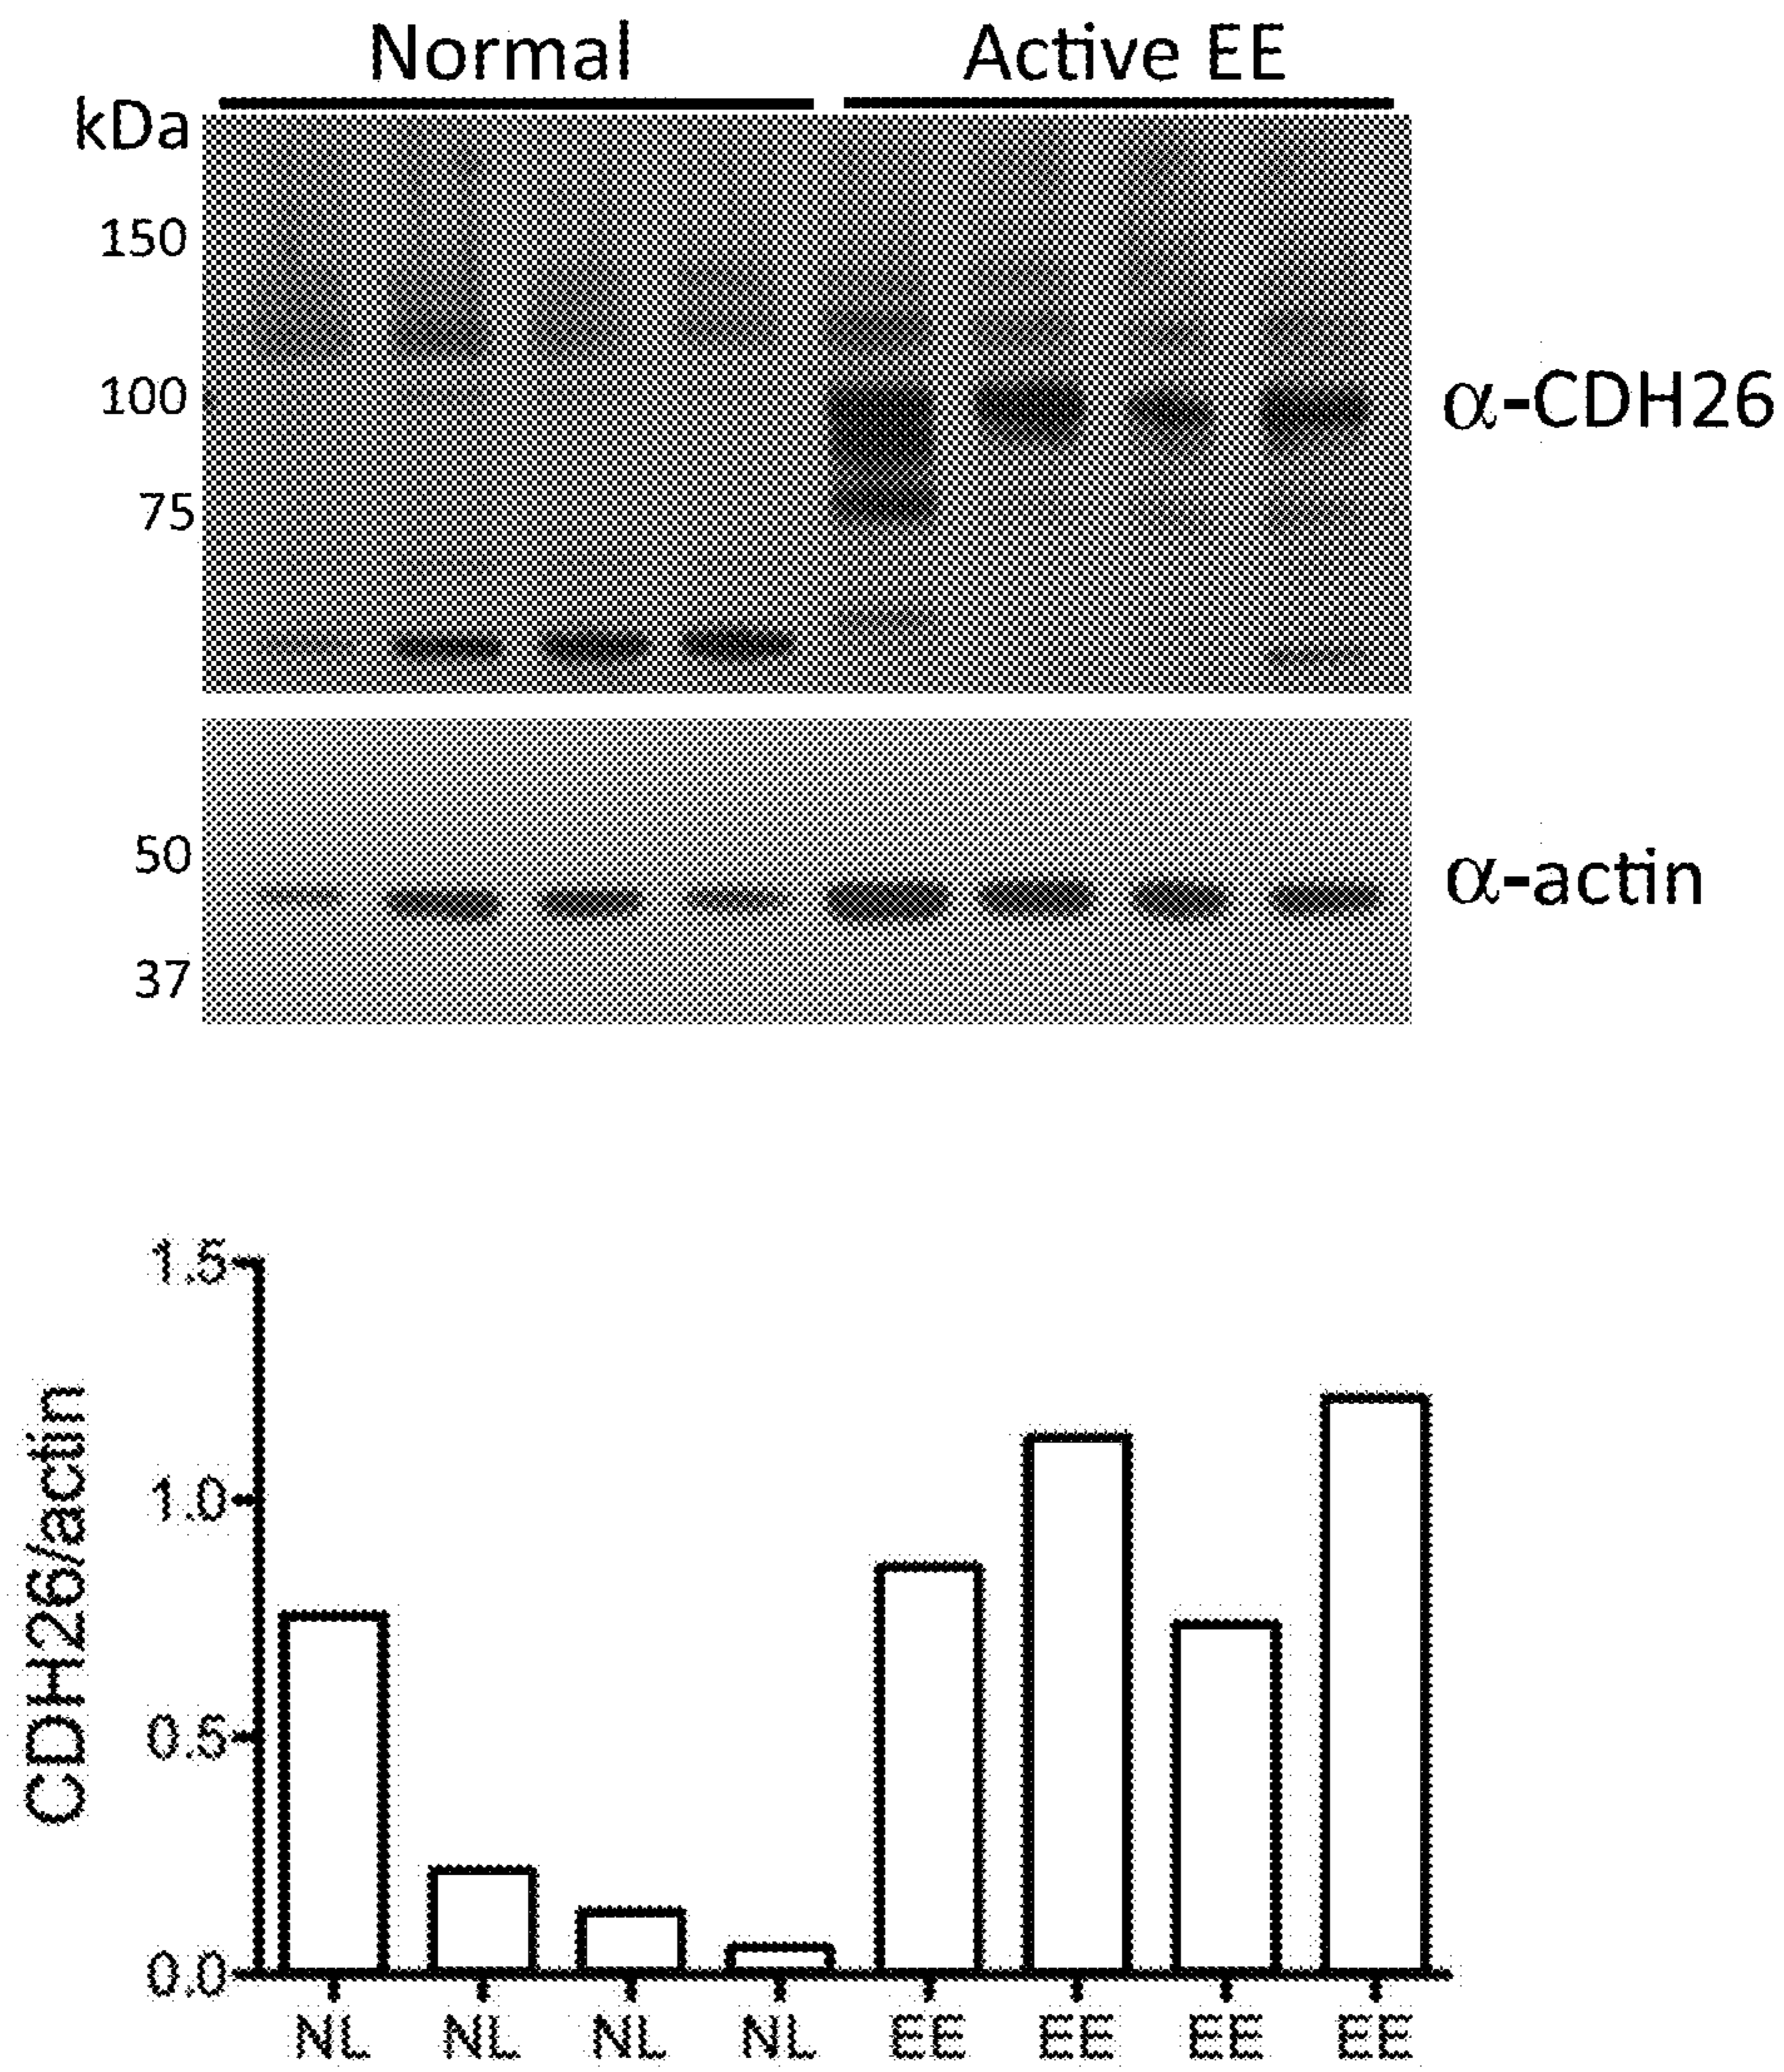 Normal Active EE
kDa
150
100
α-CDH26
75
50
α-actin
37
1.5
1.0
CDH26/actin
0.5
0.0
NL NL NL NL EE EE EE EE